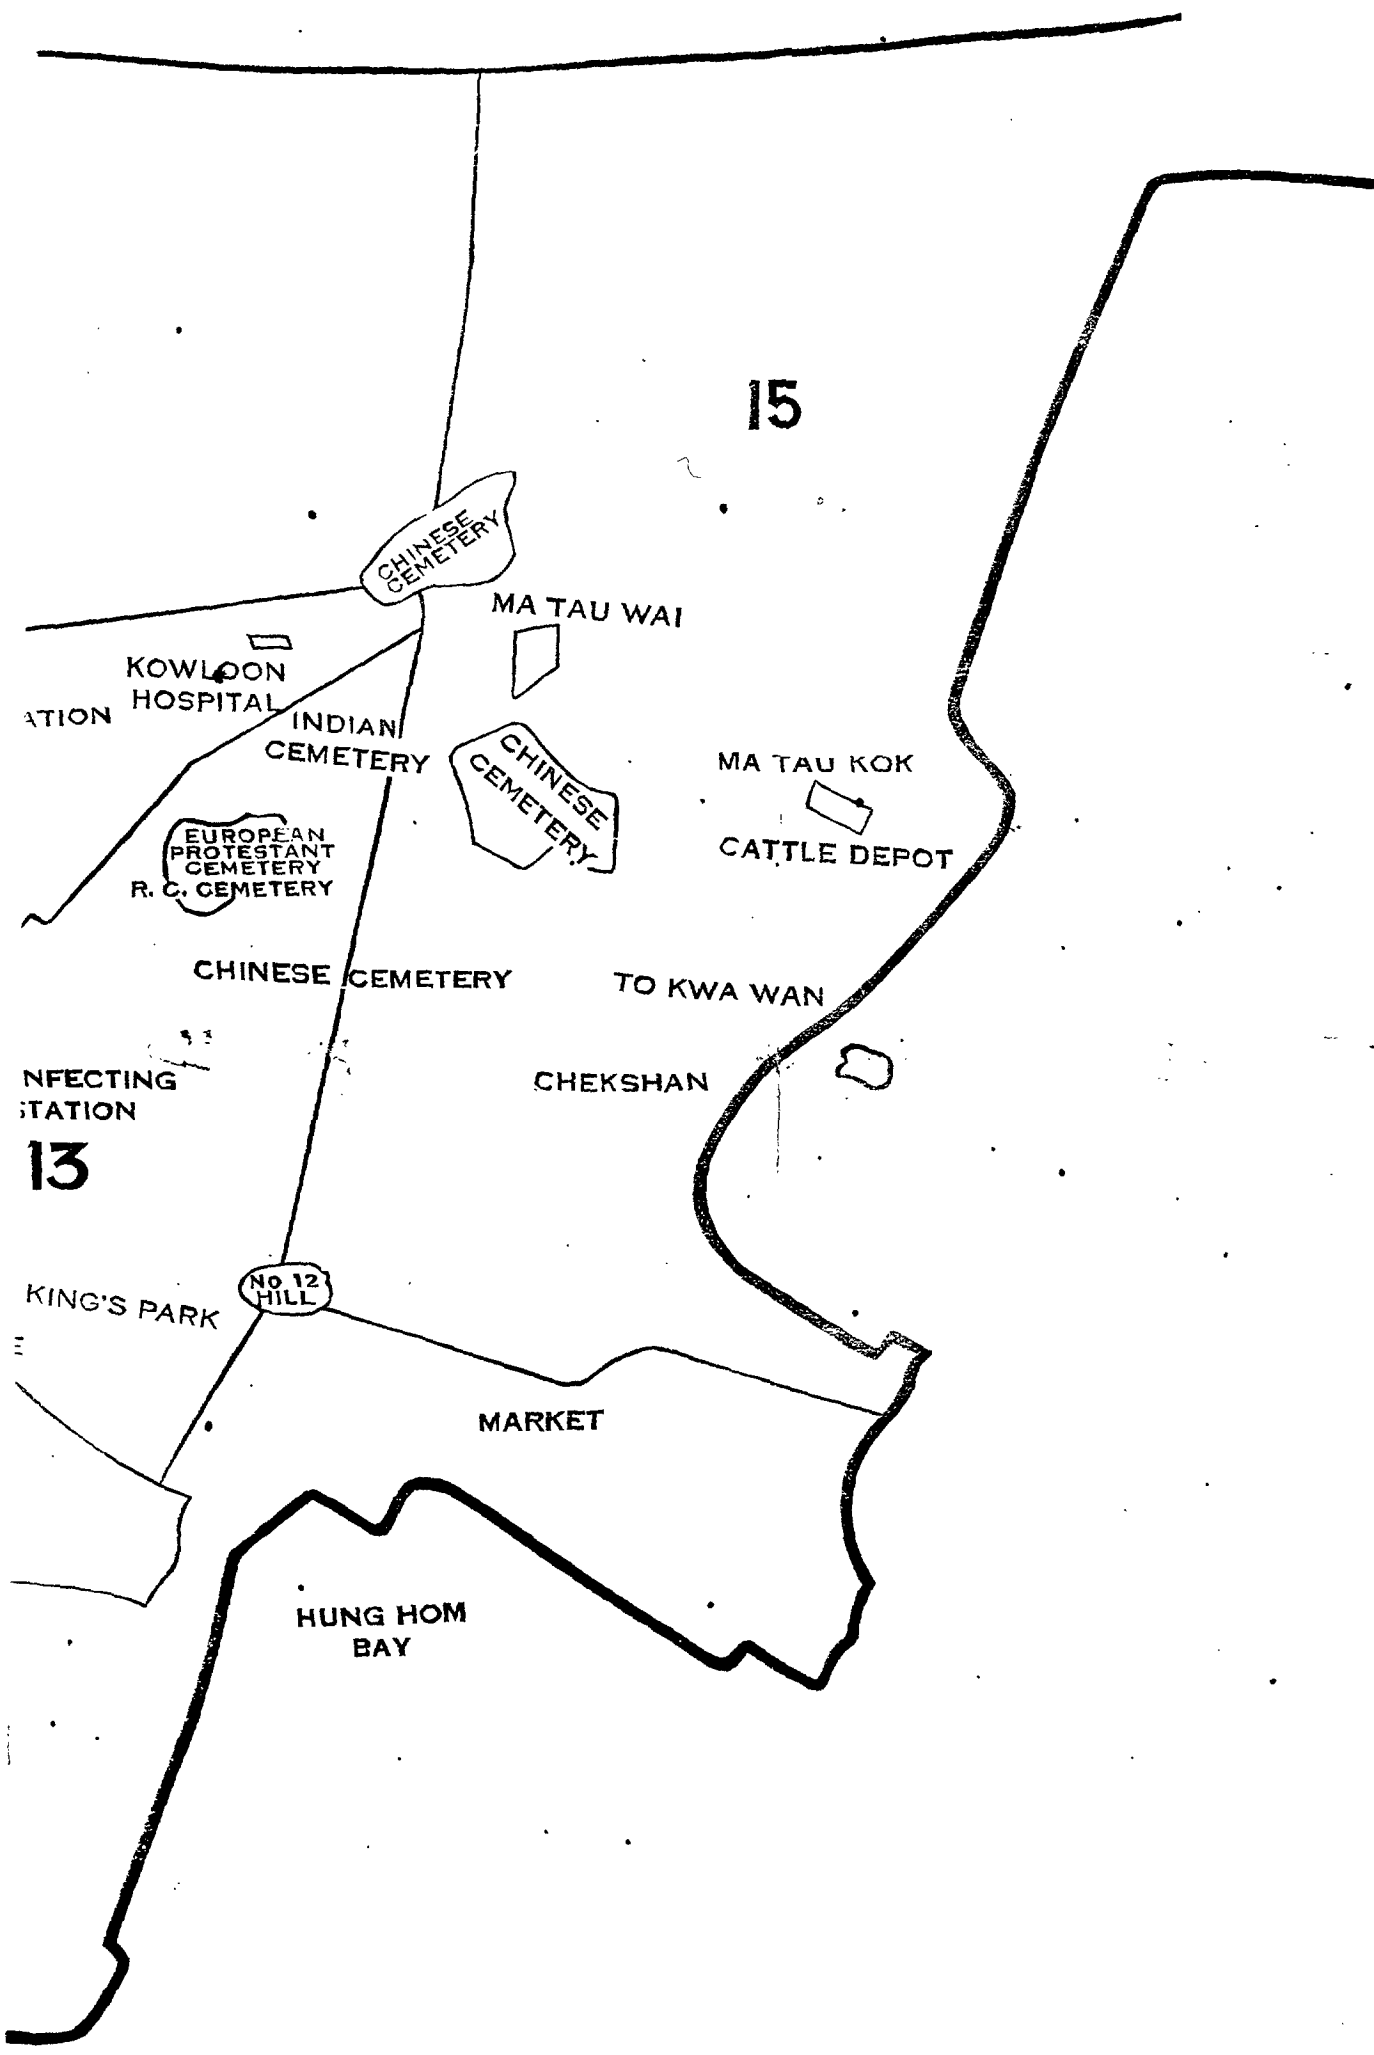 15
CHINESE
CEMETERY
MA TAU WAI
KOWLOON
HOSPITAL
ATION
INDIAN
CEMETERY
CHINESE
CEMETERY
MA TAU KOK
CATTLE DEPOT
EUROPEAN
PROTESTANT
CEMETERY
R. C. CEMETERY
CHINESE CEMETERY
TO KWA WAN
NFECTING
STATION
CHEKSHAN
13
No. 12
HILL
KING'S PARK
E
MARKET
HUNG HOM
BAY